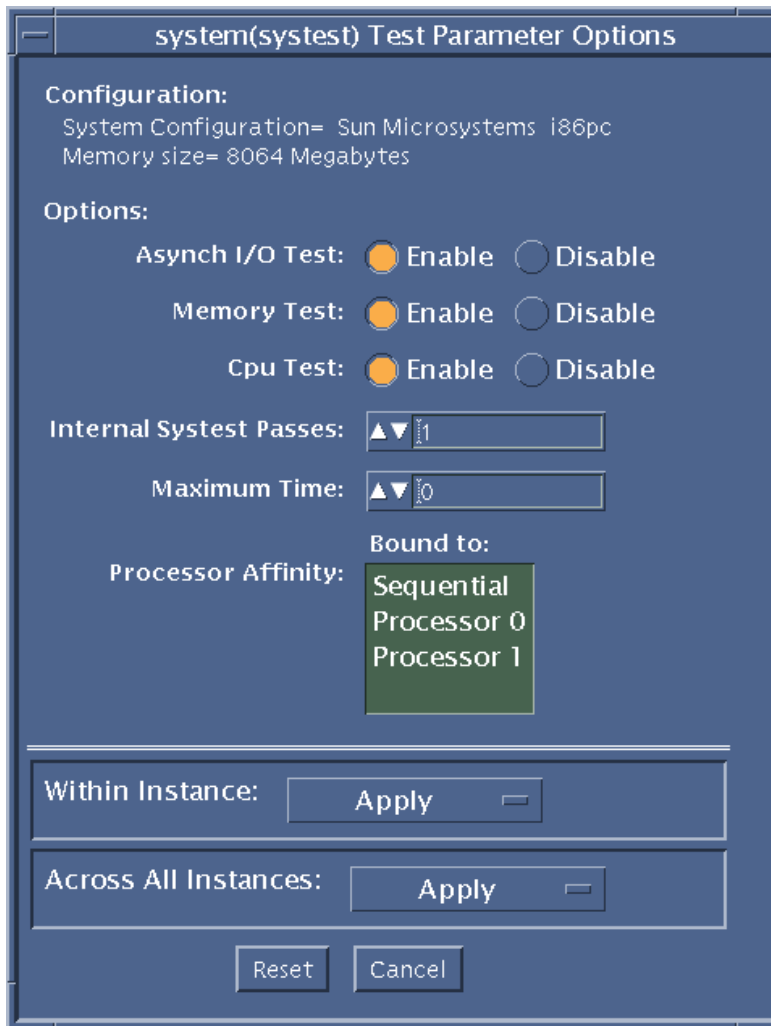 system(systest) Test Parameter Options
Configuration:
System Configuration= Sun Microsystems i86pc
Memory size= 8064 Megabytes
Options:
Asynch I/O Test: Enable Disable
Memory Test: Enable Disable
Cpu Test: Enable Disable
Internal Systest Passes: 1
Maximum Time: 0
Bound to:
Processor Affinity:
Sequential
Processor 0
Processor 1
Within Instance: Apply
Across All Instances: Apply
Reset Cancel